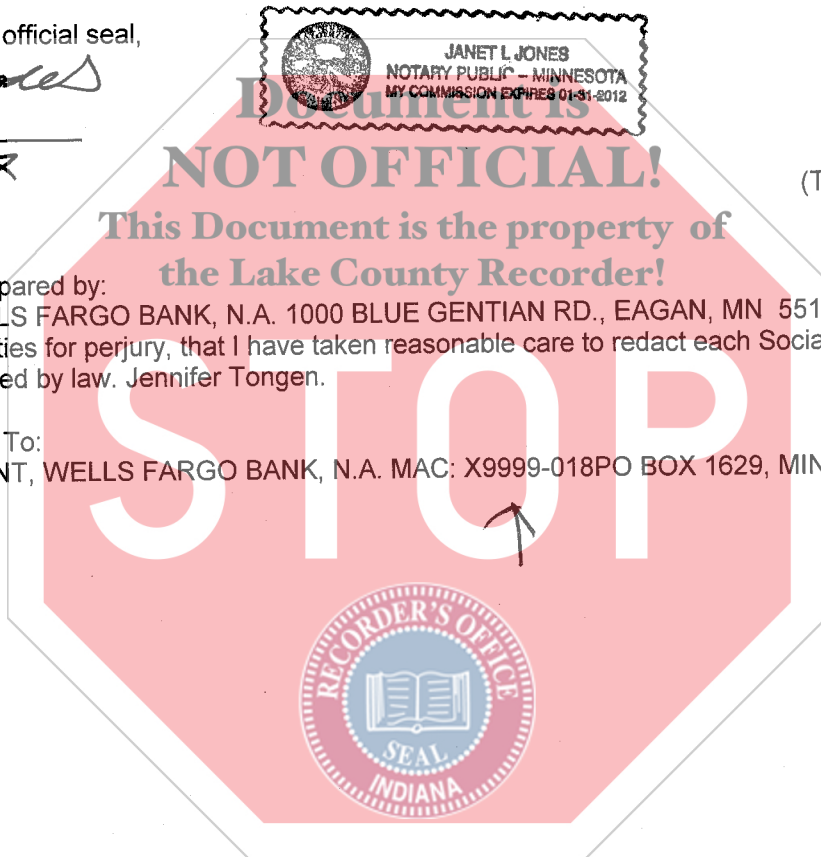 official seal,
JANET L JONES
NOTARY PUBLIC - MINNESOTA
MY COMMISSION EXPIRES 01-31-2012
Document is
NOT OFFICIAL!
(T
This Document is the property of
the Lake County Recorder!
pared by:
LS FARGO BANK, N.A. 1000 BLUE GENTIAN RD., EAGAN, MN 551
ties for perjury, that I have taken reasonable care to redact each Socia
ed by law. Jennifer Tongen.
STOP
To:
NT, WELLS FARGO BANK, N.A. MAC: X9999-018PO BOX 1629, MIN
RECORDER'S OFFICE
SEAL
INDIANA